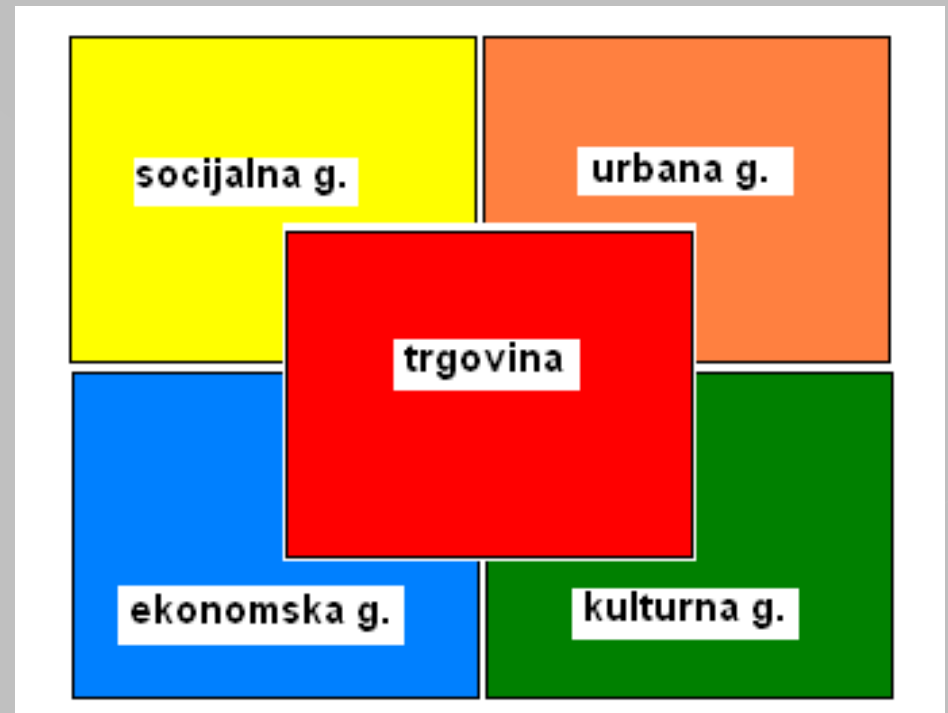 socijalna g.
urbana g.
trgovina
ekonomska g.
kulturna g.